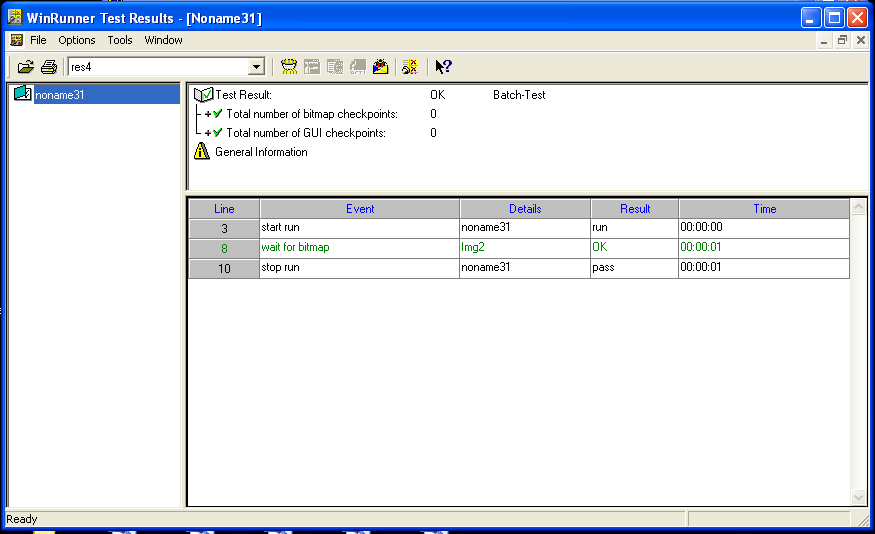 WinRunner Test Results - [Noname31]
File Options Tools Window
res4
noname31
Test Result: OK Batch-Test
Total number of bitmap checkpoints: 0
Total number of GUI checkpoints: 0
General Information
Line Event Details Result Time
3 start run noname31 run 00:00:00
8 wait for bitmap Img2 OK 00:00:01
10 stop run noname31 pass 00:00:01
Ready